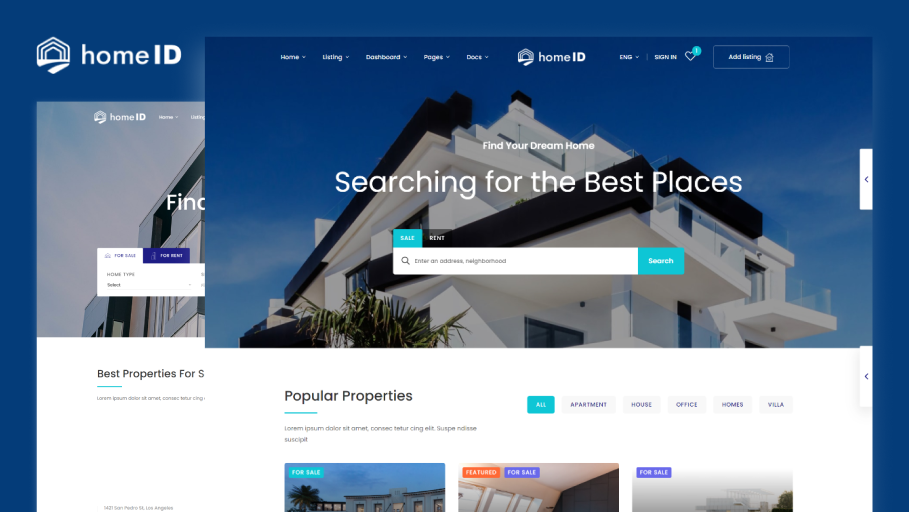 home ID
Home Listing Dashboard Pages Docs home ID ENG SIGN IN 1 Add listing
home ID Home
Find Your Dream Home
Searching for the Best Places
SALE RENT
Enter an address, neighborhood Search
FOR SALE FOR RENT
HOME TYPE
Select
Best Properties For S
Lorem ipsum dolor sit amet, consec tetur cing
1421 San Pedro St, Los Angeles
Popular Properties
ALL APARTMENT HOUSE OFFICE HOMES VILLA
Lorem ipsum dolor sit amet, consec tetur cing elit. Suspe ndisse
suscipit
FOR SALE FEATURED FOR SALE FOR SALE